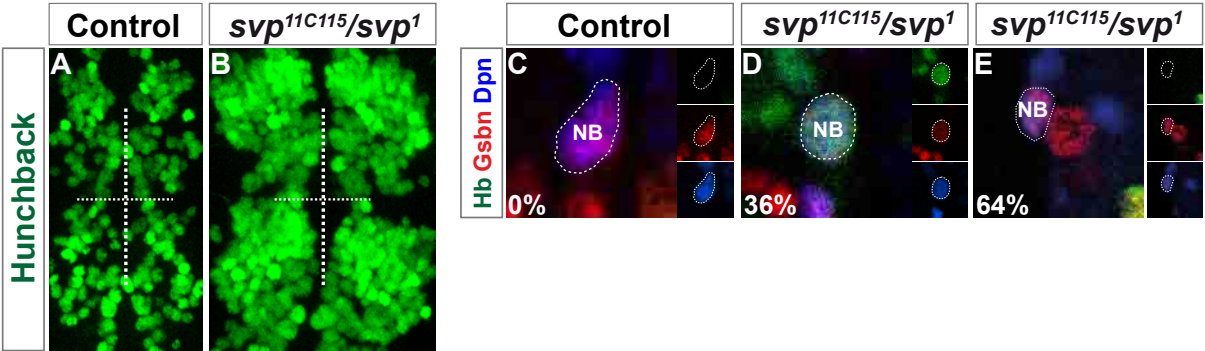 Control
svp11C115/svp1
Hunchback
A
B
Control
svp11C115/svp1
svp11C115/svp1
Hb Gsbn Dpn
C
NB
0%
D
NB
36%
E
NB
64%